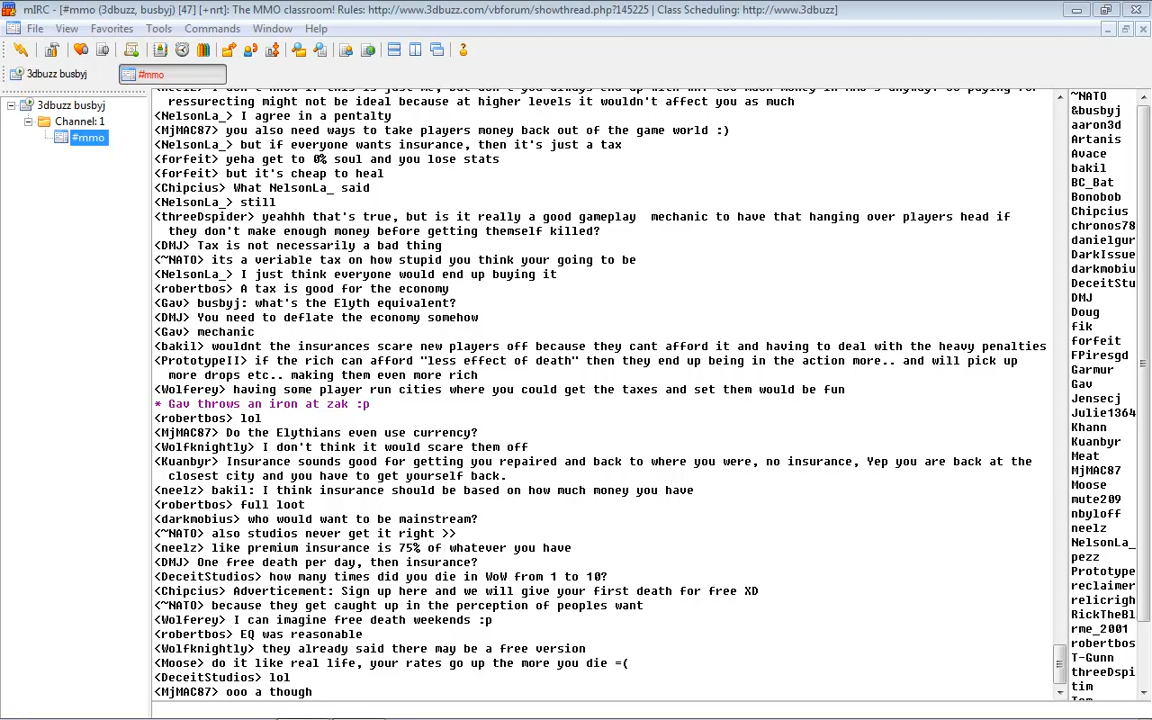 mIRC - [#mmo (3dbuzz, busbyj) [47] [+nrt]: The MMO classroom! Rules: http://www.3dbuzz.com/vbforum/showthread.php?145225 | Class Scheduling: http://www.3dbuzz]
File View Favorites Tools Commands Window Help
3dbuzz busbyj #mmo
3dbuzz busbyj
Channel: 1
#mmo
ressurecting might not be ideal because at higher levels it wouldn't affect you as much
<NelsonLa_> I agree in a pentalty
<MjMAC87> you also need ways to take players money back out of the game world :)
<NelsonLa_> but if everyone wants insurance, then it's just a tax
<forfeit> yeha get to 0% soul and you lose stats
<forfeit> but it's cheap to heal
<Chipcius> What NelsonLa_ said
<NelsonLa_> still
<threeDspider> yeahhh that's true, but is it really a good gameplay  mechanic to have that hanging over players head if
they don't make enough money before getting themself killed?
<DMJ> Tax is not necessarily a bad thing
<~NATO> its a veriable tax on how stupid you think your going to be
<NelsonLa_> I just think everyone would end up buying it
<robertbos> A tax is good for the economy
<Gav> busbyj: what's the Elyth equivalent?
<DMJ> You need to deflate the economy somehow
<Gav> mechanic
<bakil> wouldnt the insurances scare new players off because they cant afford it and having to deal with the heavy penalties
<PrototypeII> if the rich can afford "less effect of death" then they end up being in the action more.. and will pick up
more drops etc.. making them even more rich
<Wolferey> having some player run cities where you could get the taxes and set them would be fun
* Gav throws an iron at zak :p
<robertbos> lol
<MjMAC87> Do the Elythians even use currency?
<Wolfknightly> I don't think it would scare them off
<Kuanbyr> Insurance sounds good for getting you repaired and back to where you were, no insurance, Yep you are back at the
closest city and you have to get yourself back.
<neelz> bakil: I think insurance should be based on how much money you have
<robertbos> full loot
<darkmobius> who would want to be mainstream?
<~NATO> also studios never get it right >>
<neelz> like premium insurance is 75% of whatever you have
<DMJ> One free death per day, then insurance?
<DeceitStudios> how many times did you die in WoW from 1 to 10?
<Chipcius> Adverticement: Sign up here and we will give your first death for free XD
<~NATO> because they get caught up in the perception of peoples want
<Wolferey> I can imagine free death weekends :p
<robertbos> EQ was reasonable
<Wolfknightly> they already said there may be a free version
<Moose> do it like real life, your rates go up the more you die =(
<DeceitStudios> lol
<MjMAC87> ooo a though
~NATO
&busbyj
aaron3d
Artanis
Avace
bakil
BC_Bat
Bonobob
Chipcius
chronos78
danielgur
DarkIssue
darkmobiu
DeceitStu
DMJ
Doug
fik
forfeit
FPiresgd
Garmur
Gav
Jensecj
Julie1364
Khann
Kuanbyr
Meat
MjMAC87
Moose
mute209
nbyloff
neelz
NelsonLa_
pezz
Prototype
reclaimer
relicrigh
RickTheBl
rme_2001
robertbos
T-Gunn
threeDspi
tim